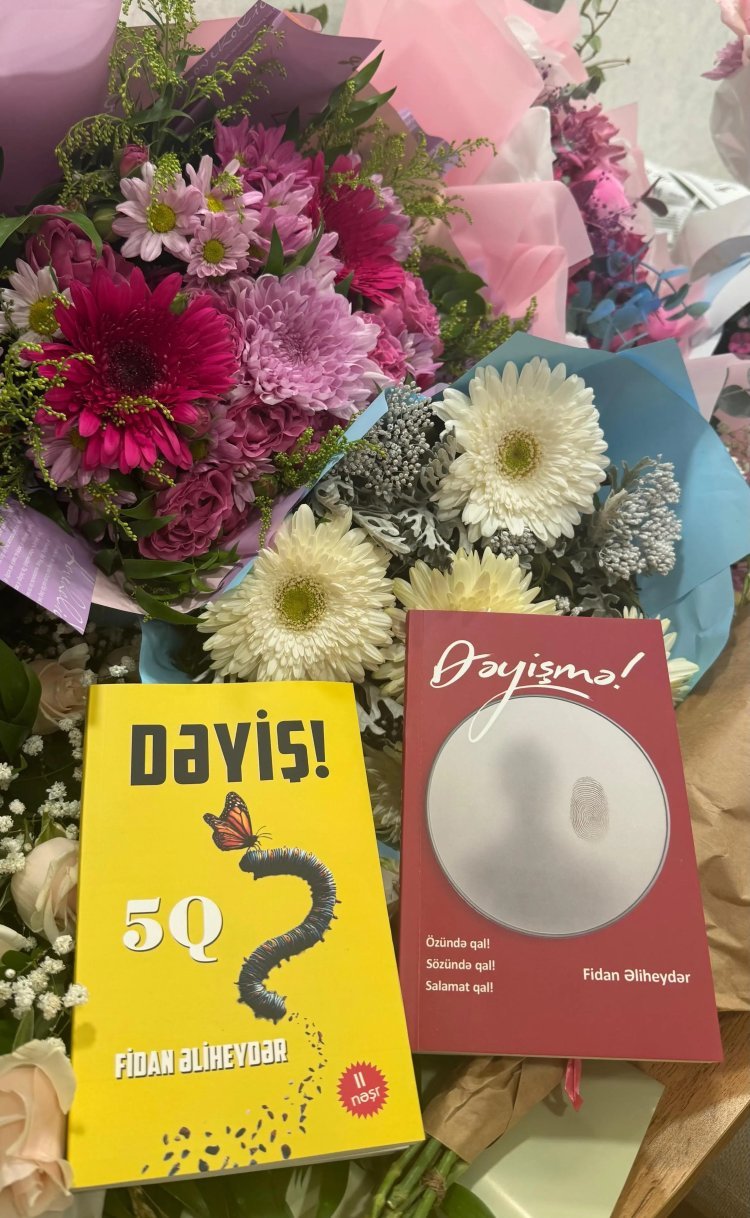 DƏYİŞ!
5Q
FİDAN ƏLİHEYDƏR
II
nəşr
Dəyişmə!
Özündə qal!
Sözündə qal!
Salamat qal!
Fidan Əliheydər